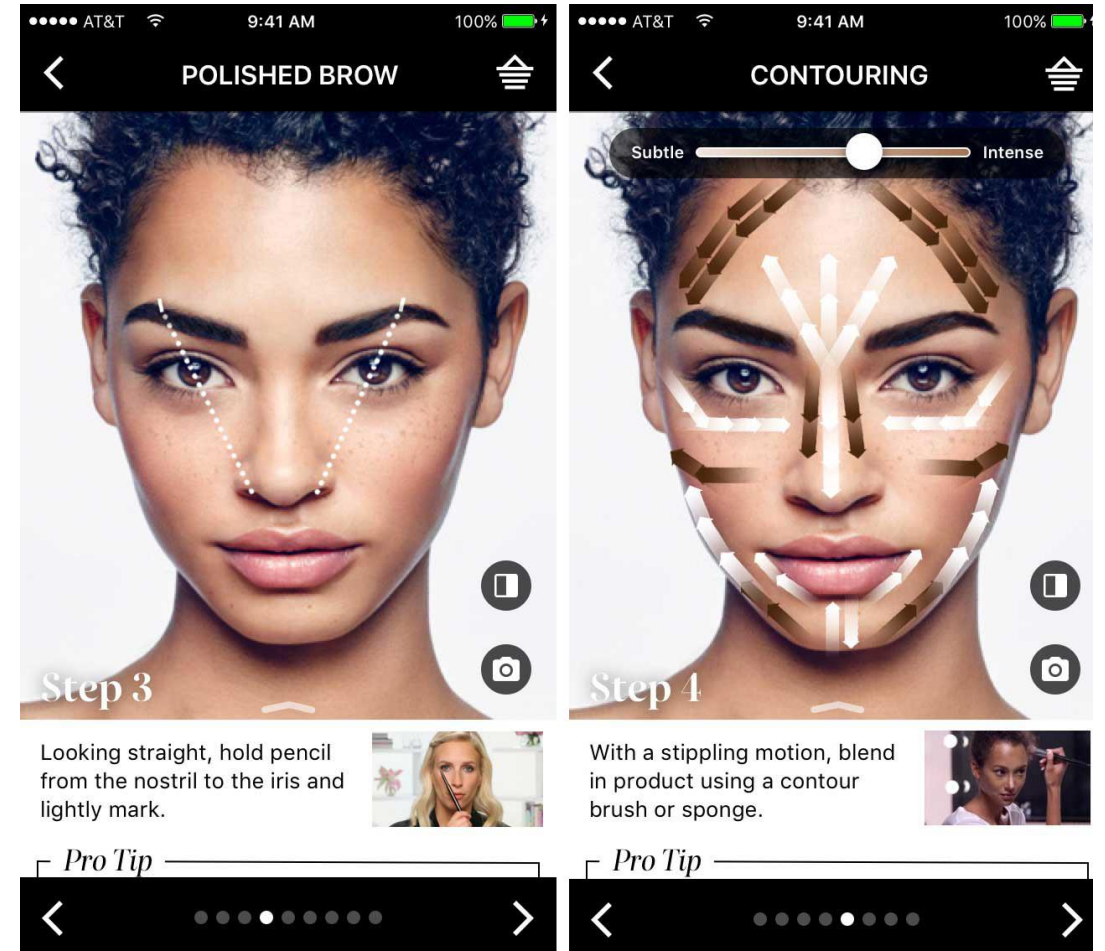 AT&T 9:41 AM 100%
POLISHED BROW
Step 3
Looking straight, hold pencil
from the nostril to the iris and
lightly mark.
Pro Tip
AT&T 9:41 AM 100%
CONTOURING
Subtle Intense
Step 4
With a stippling motion, blend
in product using a contour
brush or sponge.
Pro Tip